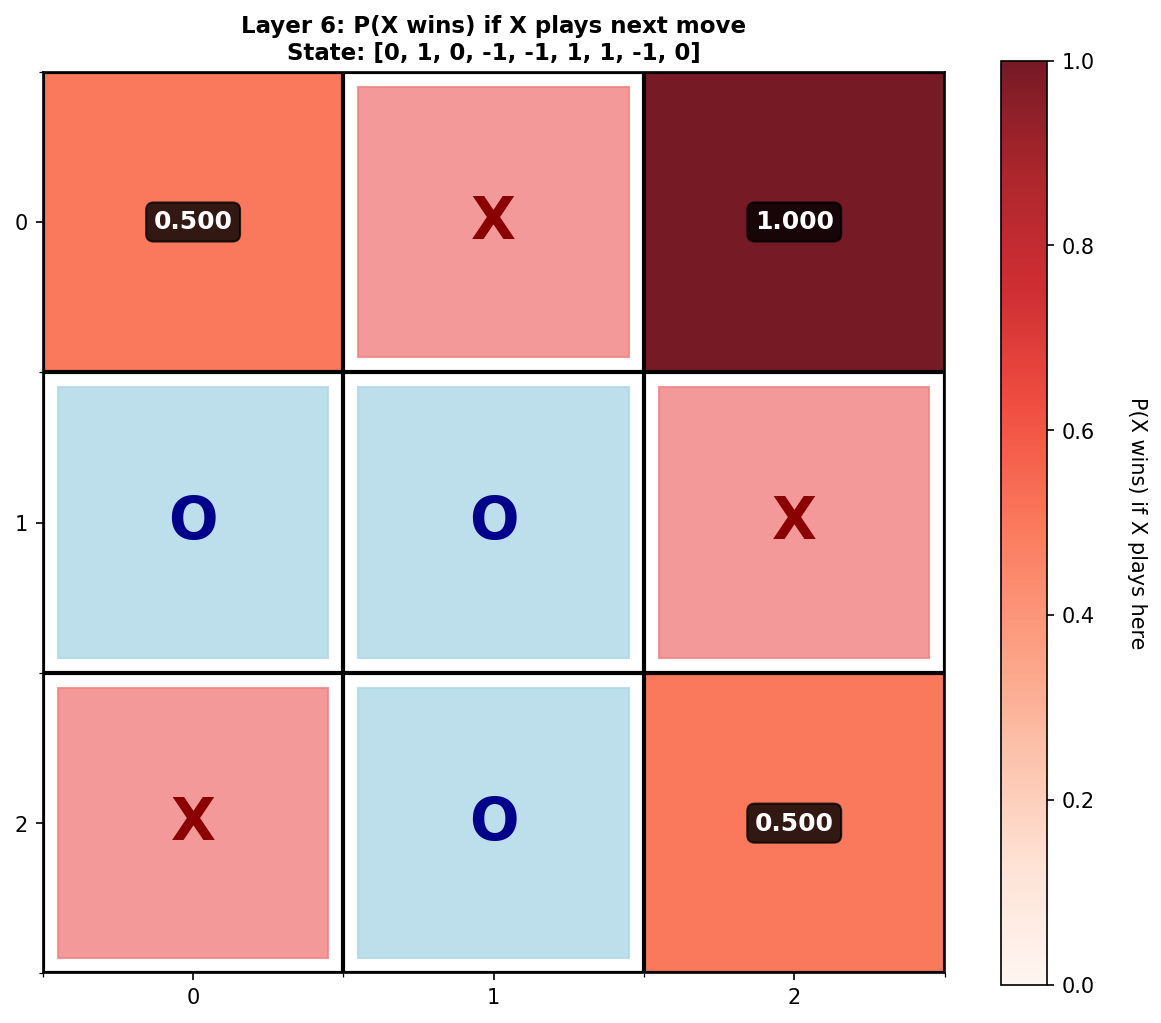 Layer 6: P(X wins) if X plays next move
State: [0, 1, 0, -1, -1, 1, 1, -1, 0]
0
0.500
X
1.000
1
O
O
X
2
X
O
0.500
0
1
2
1.0
0.8
0.6
0.4
0.2
0.0
P(X wins) if X plays here